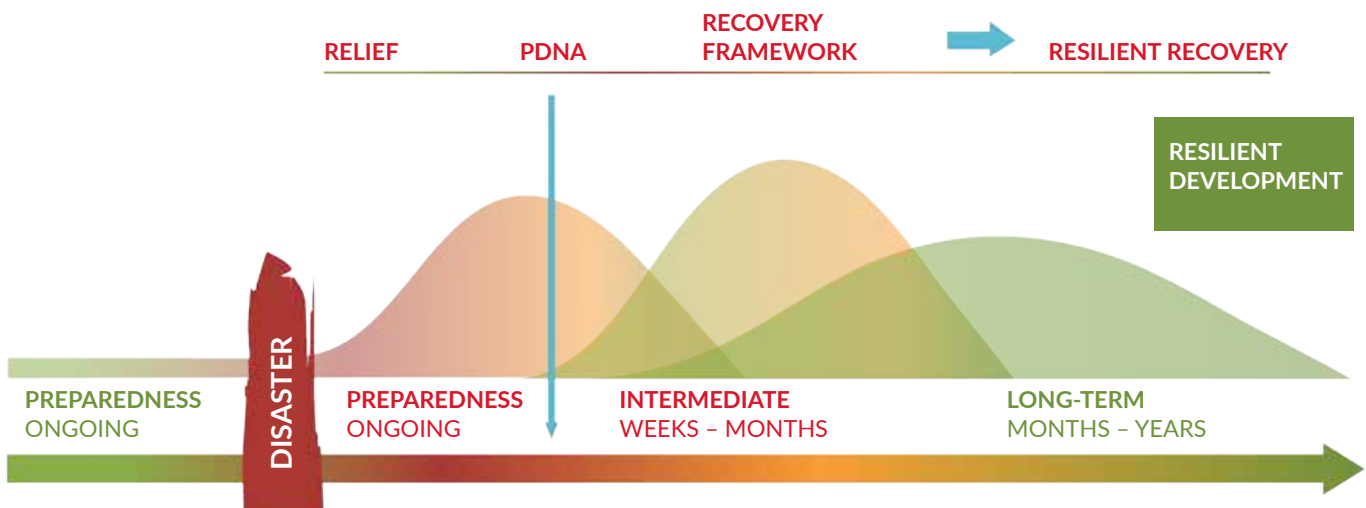 RELIEF
PDNA
RECOVERY
FRAMEWORK
RESILIENT RECOVERY
RESILIENT
DEVELOPMENT
DISASTER
PREPAREDNESS
ONGOING
PREPAREDNESS
ONGOING
INTERMEDIATE
WEEKS – MONTHS
LONG-TERM
MONTHS – YEARS